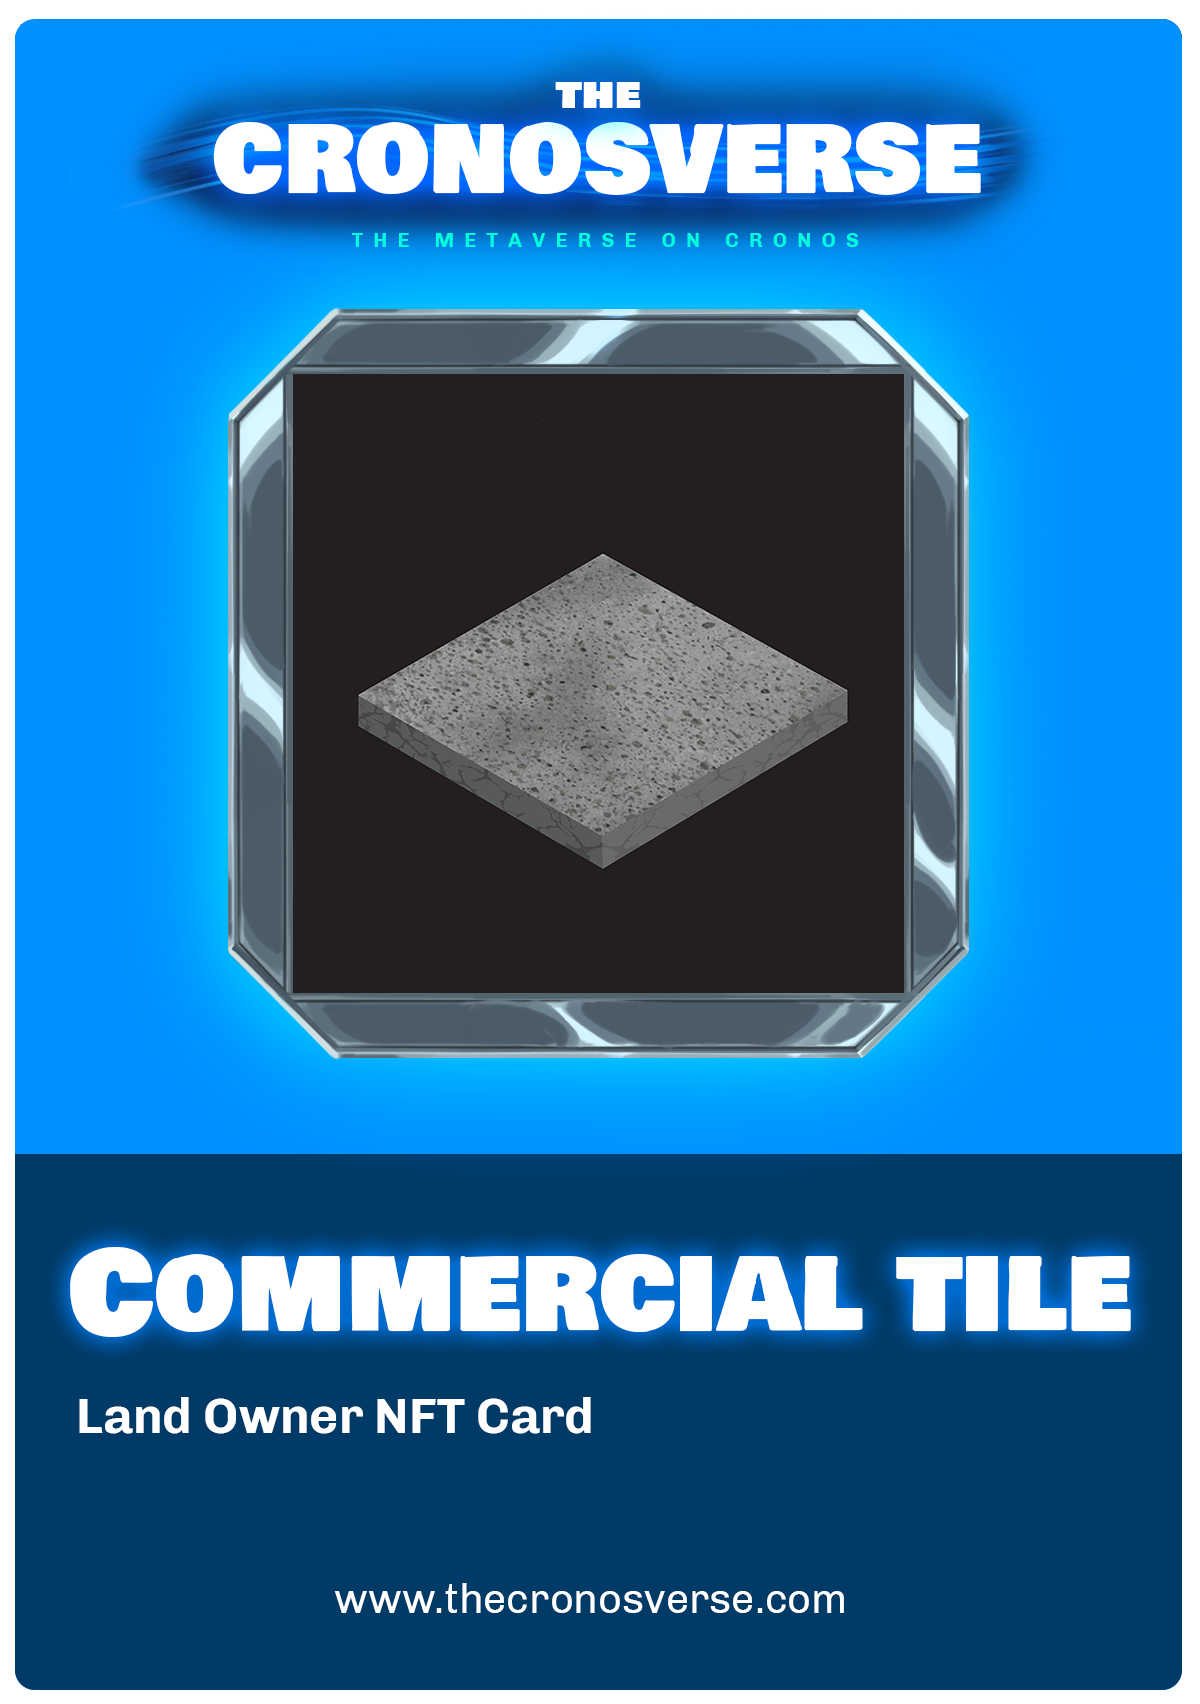 THE
CRONOSVERSE
THE METAVERSE ON CRONOS
COMMERCIAL TILE
Land Owner NFT Card
www.thecronosverse.com